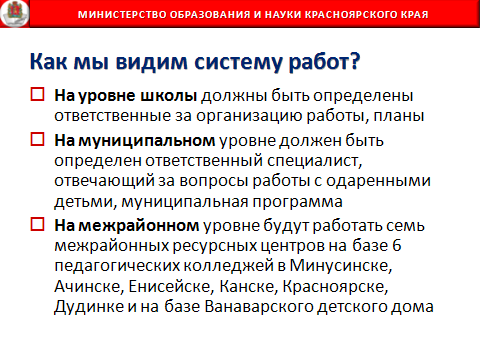 МИНИСТЕРСТВО ОБРАЗОВАНИЯ И НАУКИ КРАСНОЯРСКОГО КРАЯ
Как мы видим систему работ?
На уровне школы должны быть определены
ответственные за организацию работы, планы
На муниципальном уровне должен быть
определен ответственный специалист,
отвечающий за вопросы работы с одаренными
детьми, муниципальная программа
На межрайонном уровне будут работать семь
межрайонных ресурсных центров на базе 6
педагогических колледжей в Минусинске,
Ачинске, Енисейске, Канске, Красноярске,
Дудинке и на базе Ванаварского детского дома